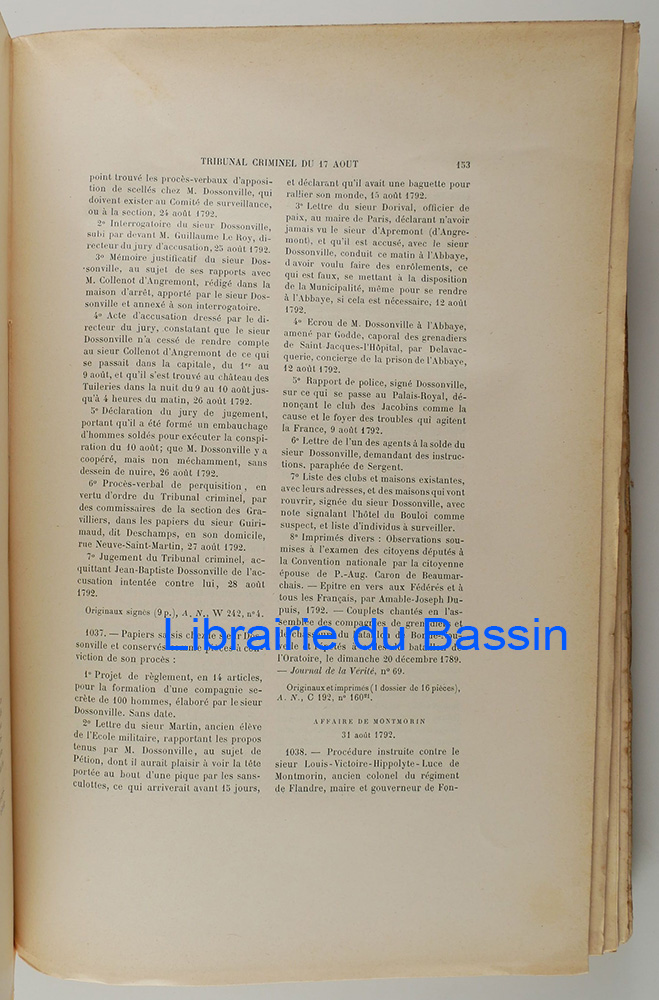 TRIBUNAL CRIMINEL DU 17 AOUT 153
point trouvé les procès-verbaux d'apposi-
tion de scellés chez M. Dossonville, qui
doivent exister au Comité de surveillance,
ou à la section, 24 août 1792.
2° Interrogatoire du sieur Dossonville,
subi par devant M. Guillaume Le Roy, di-
recteur du jury d'accusation, 25 août 1792.
3° Mémoire justificatif du sieur Dos-
sonville, au sujet de ses rapports avec
M. Collenot d'Angremont, rédigé dans la
maison d'arrêt, apporté par le sieur Dos-
sonville et annexé à son interrogatoire.
4° Acte d'accusation dressé par le di-
recteur du jury, constatant que le sieur
Dossonville n'a cessé de rendre compte
au sieur Collenot d'Angremont de ce qui
se passait dans la capitale, du 1er au
9 août, et qu'il s'est trouvé au château des
Tuileries dans la nuit du 9 au 10 août jus-
qu'à 4 heures du matin, 26 août 1792.
5° Déclaration du jury de jugement,
portant qu'il a été formé un embauchage
d'hommes soldés pour exécuter la conspi-
ration du 10 août; que M. Dossonville y a
coopéré, mais non méchamment, sans
dessein de nuire, 26 août 1792.
6° Procès-verbal de perquisition, en
vertu d'ordre du Tribunal criminel, par
des commissaires de la section des Gra-
villiers, dans les papiers du sieur Guiri-
maud, dit Deschamps, en son domicile,
rue Neuve-Saint-Martin, 27 août 1792.
7° Jugement du Tribunal criminel, ac-
quittant Jean-Baptiste Dossonville de l'ac-
cusation intentée contre lui, 28 août
1792.
Originaux signés (9 p.), A. N., W 242, n° 4.
1037. — Papiers saisis chez le sieur Dos-
sonville et conservés comme pièces à con-
viction de son procès :
1° Projet de règlement, en 14 articles,
pour la formation d'une compagnie se-
crète de 100 hommes, élaboré par le sieur
Dossonville. Sans date.
2° Lettre du sieur Martin, ancien élève
de l'Ecole militaire, rapportant les propos
tenus par M. Dossonville, au sujet de
Pétion, dont il aurait plaisir à voir la tête
portée au bout d'une pique par les sans-
culottes, ce qui arriverait avant 15 jours,
et déclarant qu'il avait une baguette pour
rallier son monde, 15 août 1792.
3° Lettre du sieur Dorival, officier de
paix, au maire de Paris, déclarant n'avoir
jamais vu le sieur d'Apremont (d'Angre-
mont), et qu'il est accusé, avec le sieur
Dossonville, conduit ce matin à l'Abbaye,
d'avoir voulu faire des enrôlements, ce
qui est faux, se mettant à la disposition
de la Municipalité, même pour se rendre
à l'Abbaye, si cela est nécessaire, 12 août
1792.
4° Ecrou de M. Dossonville à l'Abbaye,
amené par Godde, caporal des grenadiers
de Saint Jacques-l'Hôpital, par Delavac-
querie, concierge de la prison de l'Abbaye,
12 août 1792.
5° Rapport de police, signé Dossonville,
sur ce qui se passe au Palais-Royal, dé-
nonçant le club des Jacobins comme la
cause et le foyer des troubles qui agitent
la France, 9 août 1792.
6° Lettre de l'un des agents à la solde du
sieur Dossonville, demandant des instruc-
tions, paraphée de Sergent.
7° Liste des clubs et maisons existantes,
avec leurs adresses, et des maisons qui vont
rouvrir, signée du sieur Dossonville, avec
note signalant l'hôtel du Bouloi comme
suspect, et liste d'individus à surveiller.
8° Imprimés divers : Observations sou-
mises à l'examen des citoyens députés à
la Convention nationale par la citoyenne
épouse de P.-Aug. Caron de Beaumar-
chais. — Epitre en vers aux Fédérés et à
tous les Français, par Amable-Joseph Du-
puis, 1792. — Couplets chantés en l'as-
semblée des compagnies de grenadiers et
de chasseurs du bataillon de Bonne-Nou-
velle et du bataillon de
l'Oratoire, le dimanche 20 décembre 1789.
— Journal de la Verité, n° 69.
Originaux et imprimés (1 dossier de 16 pièces),
A. N., C 192, n° 160
AFFAIRE DE MONTMORIN
31 août 1792.
1038. — Procédure instruite contre le
sieur Louis-Victoire-Hippolyte-Luce de
Montmorin, ancien colonel du régiment
de Flandre, maire et gouverneur de Fon-
Librairie du Bassin